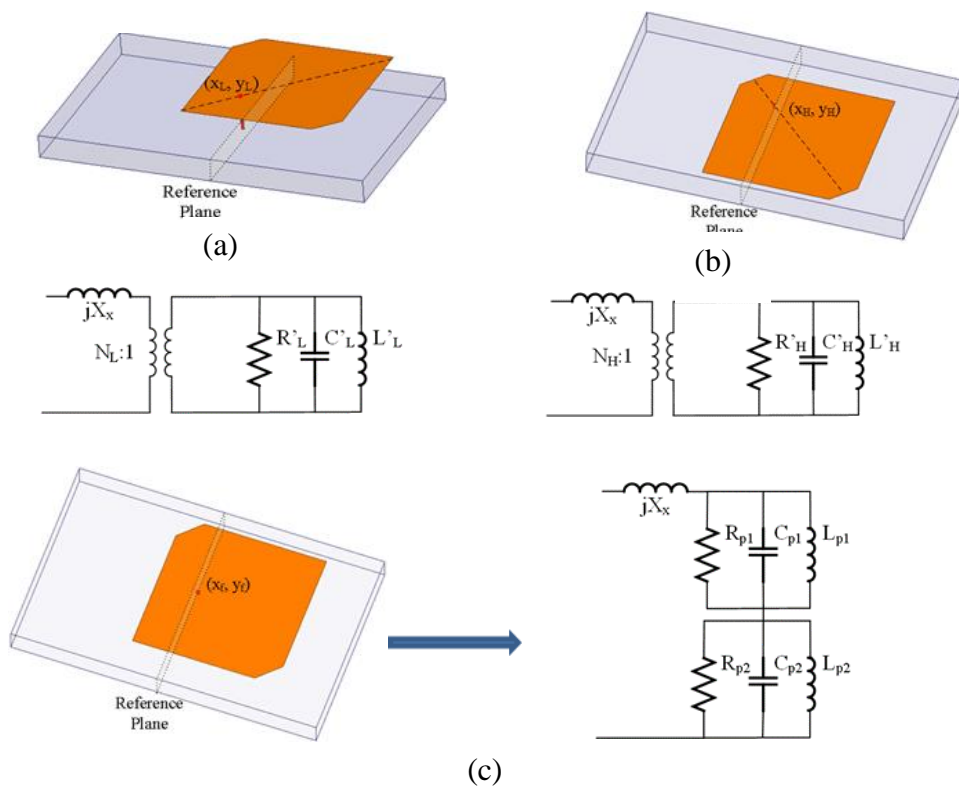 (x_L, y_L)
Reference
Plane
(a)
(x_H, y_H)
Reference
Plane
(b)
jX_x
N_L:1
R'_L
C'_L
L'_L
jX_x
N_H:1
R'_H
C'_H
L'_H
(x_f, y_f)
Reference
Plane
jX_x
R_p1
C_p1
L_p1
R_p2
C_p2
L_p2
(c)